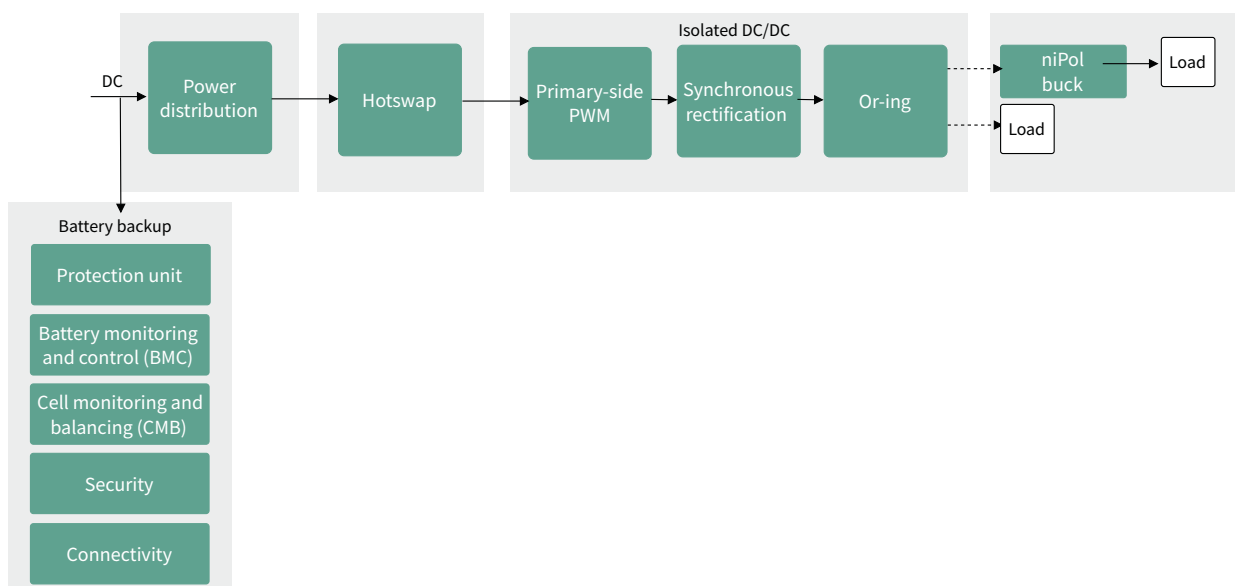 Isolated DC/DC
DC
Power
distribution
Hotswap
Primary-side
PWM
Synchronous
rectification
Or-ing
niPol
buck
Load
Load
Battery backup
Protection unit
Battery monitoring
and control (BMC)
Cell monitoring and
balancing (CMB)
Security
Connectivity